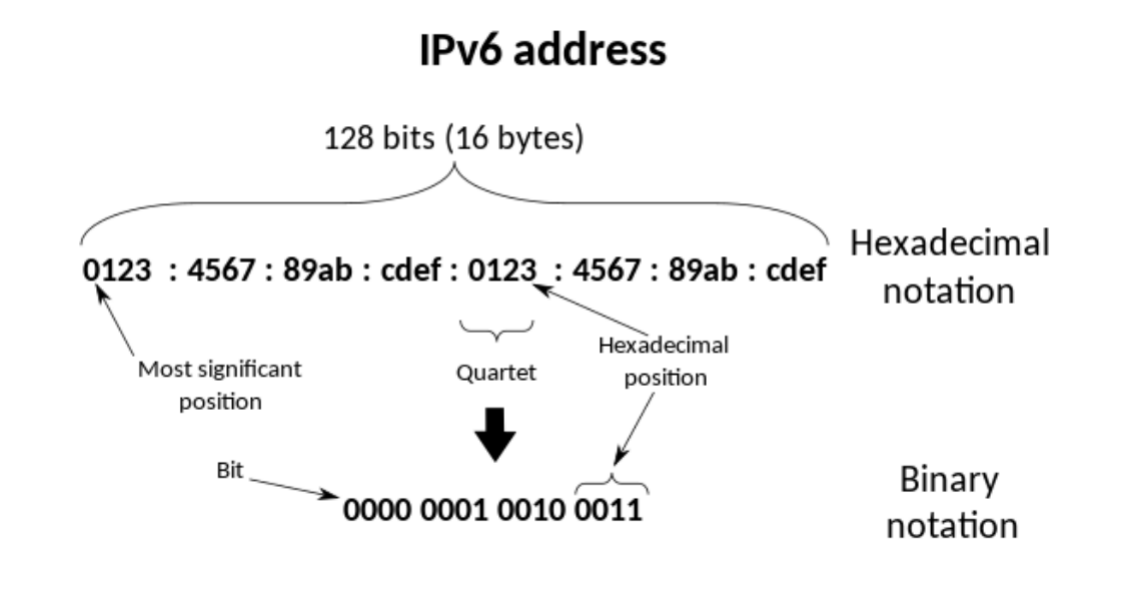 IPv6 address
128 bits (16 bytes)
0123 : 4567 : 89ab : cdef : 0123 : 4567 : 89ab : cdef
Hexadecimal
notation
Most significant
position
Quartet
Hexadecimal
position
Bit
0000 0001 0010 0011
Binary
notation